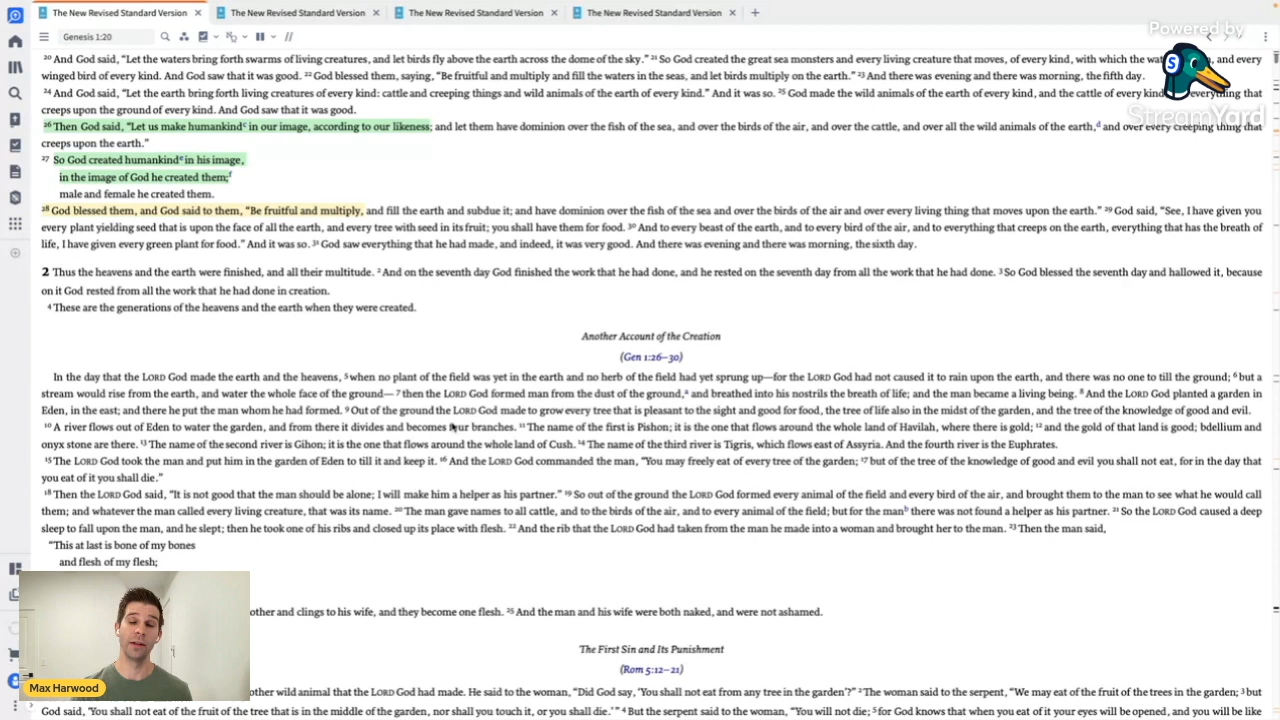 The New Revised Standard Version
The New Revised Standard Version
The New Revised Standard Version
The New Revised Standard Version
Genesis 1:20
Powered by
StreamYard
20 And God said, “Let the waters bring forth swarms of living creatures, and let birds fly above the earth across the dome of the sky.” 21 So God created the great sea monsters and every living creature that moves, of every kind, with which the and every
winged bird of every kind. And God saw that it was good. 22 God blessed them, saying, “Be fruitful and multiply and fill the waters in the seas, and let birds multiply on the earth.” 23 And there was evening and there was morning, the fifth day.
24 And God said, “Let the earth bring forth living creatures of every kind: cattle and creeping things and wild animals of the earth of every kind.” And it was so. 25 God made the wild animals of the earth of every kind, and the cattle of every everything that
creeps upon the ground of every kind. And God saw that it was good.
26 Then God said, “Let us make humankind c in our image, according to our likeness; and let them have dominion over the fish of the sea, and over the birds of the air, and over the cattle, and over all the wild animals of the earth, d and over every creeping thing that
creeps upon the earth.”
27 So God created humankind e in his image,
in the image of God he created them; f
male and female he created them.
28 God blessed them, and God said to them, “Be fruitful and multiply, and fill the earth and subdue it; and have dominion over the fish of the sea and over the birds of the air and over every living thing that moves upon the earth.” 29 God said, “See, I have given you
every plant yielding seed that is upon the face of all the earth, and every tree with seed in its fruit; you shall have them for food. 30 And to every beast of the earth, and to every bird of the air, and to everything that creeps on the earth, everything that has the breath of
life, I have given every green plant for food.” And it was so. 31 God saw everything that he had made, and indeed, it was very good. And there was evening and there was morning, the sixth day.
2 Thus the heavens and the earth were finished, and all their multitude. 2 And on the seventh day God finished the work that he had done, and he rested on the seventh day from all the work that he had done. 3 So God blessed the seventh day and hallowed it, because
on it God rested from all the work that he had done in creation.
4 These are the generations of the heavens and the earth when they were created.
Another Account of the Creation
(Gen 1:26–30)
In the day that the LORD God made the earth and the heavens, 5 when no plant of the field was yet in the earth and no herb of the field had yet sprung up—for the LORD God had not caused it to rain upon the earth, and there was no one to till the ground; 6 but a
stream would rise from the earth, and water the whole face of the ground— 7 then the LORD God formed man from the dust of the ground, a and breathed into his nostrils the breath of life; and the man became a living being. 8 And the LORD God planted a garden in
Eden, in the east; and there he put the man whom he had formed. 9 Out of the ground the LORD God made to grow every tree that is pleasant to the sight and good for food, the tree of life also in the midst of the garden, and the tree of the knowledge of good and evil.
10 A river flows out of Eden to water the garden, and from there it divides and becomes four branches. 11 The name of the first is Pishon; it is the one that flows around the whole land of Havilah, where there is gold; 12 and the gold of that land is good; bdellium and
onyx stone are there. 13 The name of the second river is Gihon; it is the one that flows around the whole land of Cush. 14 The name of the third river is Tigris, which flows east of Assyria. And the fourth river is the Euphrates.
15 The LORD God took the man and put him in the garden of Eden to till it and keep it. 16 And the LORD God commanded the man, “You may freely eat of every tree of the garden; 17 but of the tree of the knowledge of good and evil you shall not eat, for in the day that
you eat of it you shall die.”
18 Then the LORD God said, “It is not good that the man should be alone; I will make him a helper as his partner.” 19 So out of the ground the LORD God formed every animal of the field and every bird of the air, and brought them to the man to see what he would call
them; and whatever the man called every living creature, that was its name. 20 The man gave names to all cattle, and to the birds of the air, and to every animal of the field; but for the man b there was not found a helper as his partner. 21 So the LORD God caused a deep
sleep to fall upon the man, and he slept; then he took one of his ribs and closed up its place with flesh. 22 And the rib that the LORD God had taken from the man he made into a woman and brought her to the man. 23 Then the man said,
“This at last is bone of my bones
and flesh of my flesh;
other and clings to his wife, and they become one flesh. 25 And the man and his wife were both naked, and were not ashamed.
The First Sin and Its Punishment
(Rom 5:12–21)
other wild animal that the LORD God had made. He said to the woman, “Did God say, ‘You shall not eat from any tree in the garden’?” 2 The woman said to the serpent, “We may eat of the fruit of the trees in the garden; 3 but
God said, ‘You shall not eat of the fruit of the tree that is in the middle of the garden, nor shall you touch it, or you shall die.’” 4 But the serpent said to the woman, “You will not die; 5 for God knows that when you eat of it your eyes will be opened, and you will be like
Max Harwood